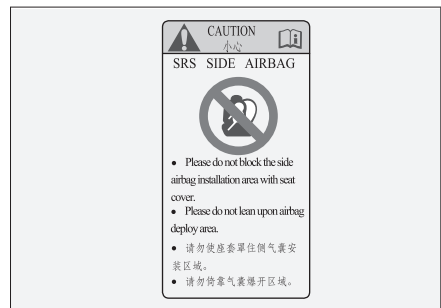 CAUTION
小心
SRS SIDE AIRBAG
• Please do not block the side
airbag installation area with seat
cover.
• Please do not lean upon airbag
deploy area.
• 请勿使座套罩住侧气囊安
装区域。
• 请勿倚靠气囊爆开区域。